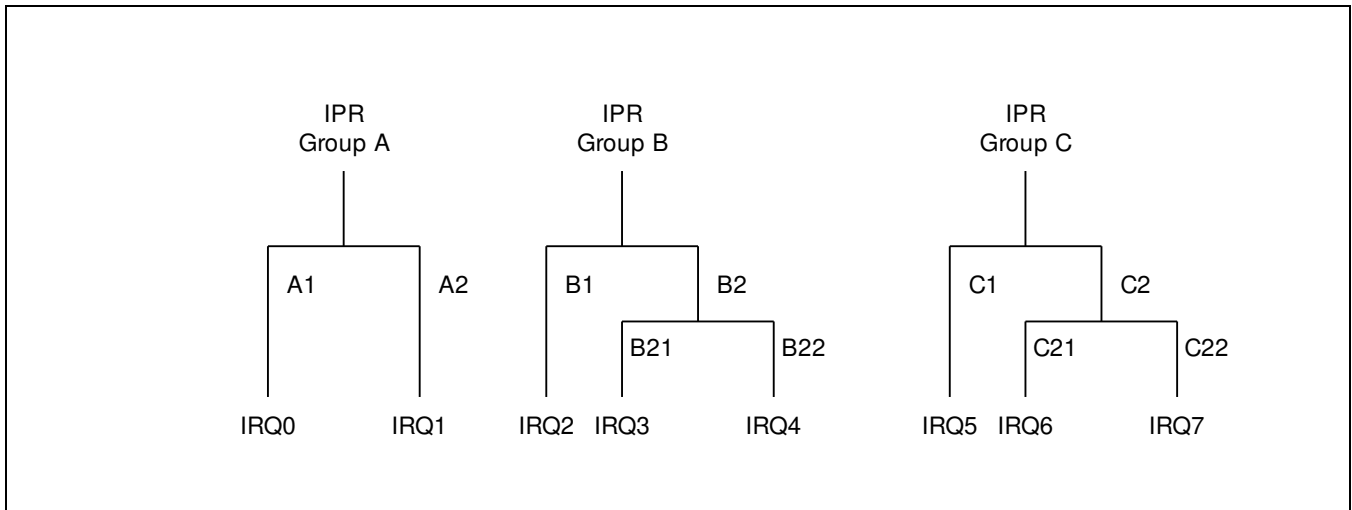 IPR
Group A
IPR
Group B
IPR
Group C
A1
A2
B1
B2
C1
C2
B21
B22
C21
C22
IRQ0
IRQ1
IRQ2
IRQ3
IRQ4
IRQ5
IRQ6
IRQ7